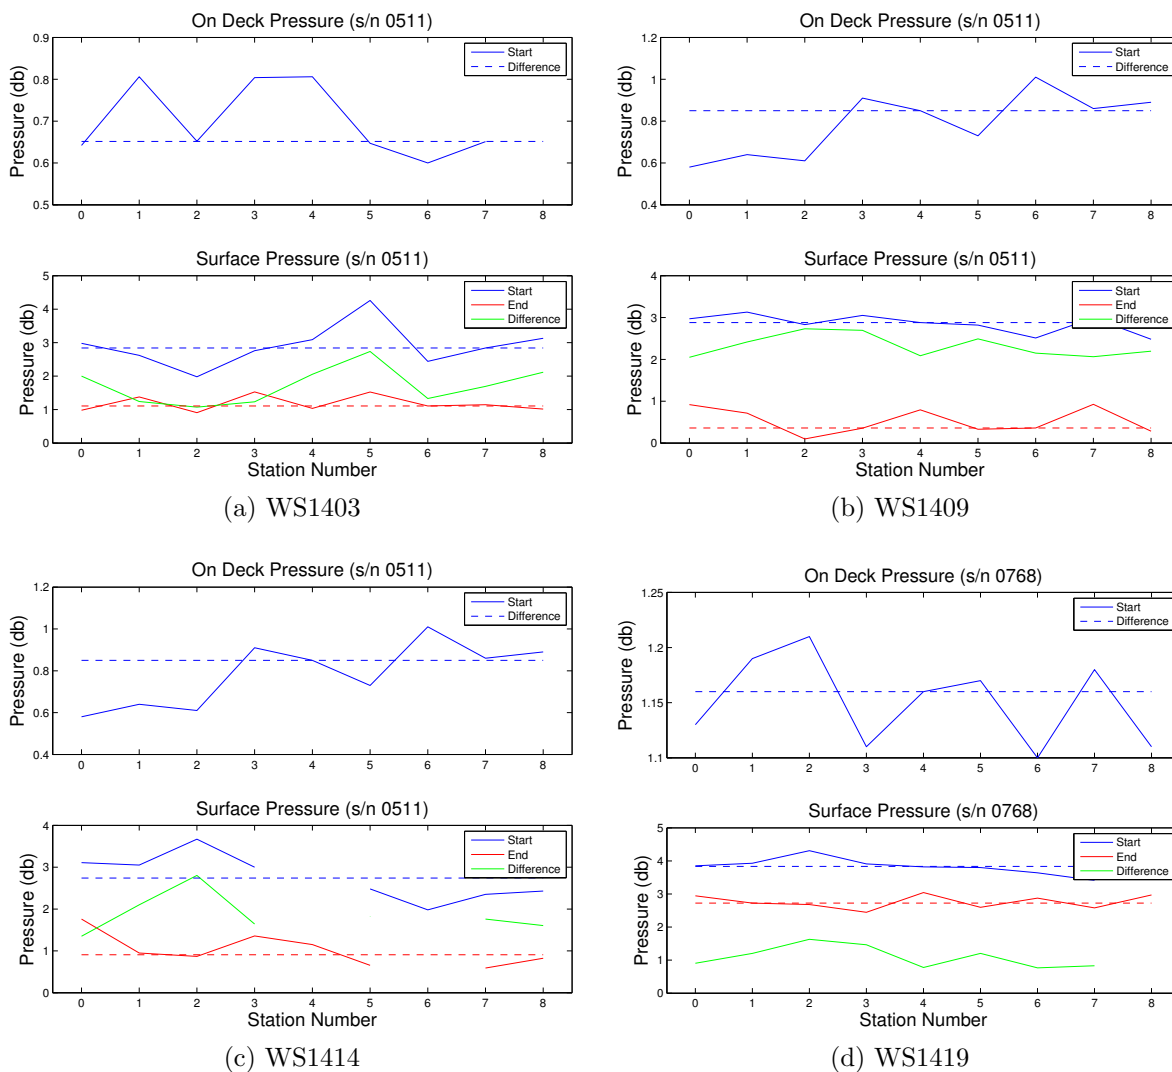 On Deck Pressure (s/n 0511)
Pressure (db)
0.9
0.8
0.7
0.6
0.5
0 1 2 3 4 5 6 7 8
Start
Difference
Surface Pressure (s/n 0511)
Pressure (db)
5
4
3
2
1
0
0 1 2 3 4 5 6 7 8
Start
End
Difference
Station Number
(a) WS1403
On Deck Pressure (s/n 0511)
Pressure (db)
1.2
1
0.8
0.6
0.4
0 1 2 3 4 5 6 7 8
Start
Difference
Surface Pressure (s/n 0511)
Pressure (db)
4
3
2
1
0
0 1 2 3 4 5 6 7 8
Start
End
Difference
Station Number
(b) WS1409
On Deck Pressure (s/n 0511)
Pressure (db)
1.2
1
0.8
0.6
0.4
0 1 2 3 4 5 6 7 8
Start
Difference
Surface Pressure (s/n 0511)
Pressure (db)
4
3
2
1
0
0 1 2 3 4 5 6 7 8
Start
End
Difference
Station Number
(c) WS1414
On Deck Pressure (s/n 0768)
Pressure (db)
1.25
1.2
1.15
1.1
0 1 2 3 4 5 6 7 8
Start
Difference
Surface Pressure (s/n 0768)
Pressure (db)
5
4
3
2
1
0
0 1 2 3 4 5 6 7 8
Start
End
Difference
Station Number
(d) WS1419